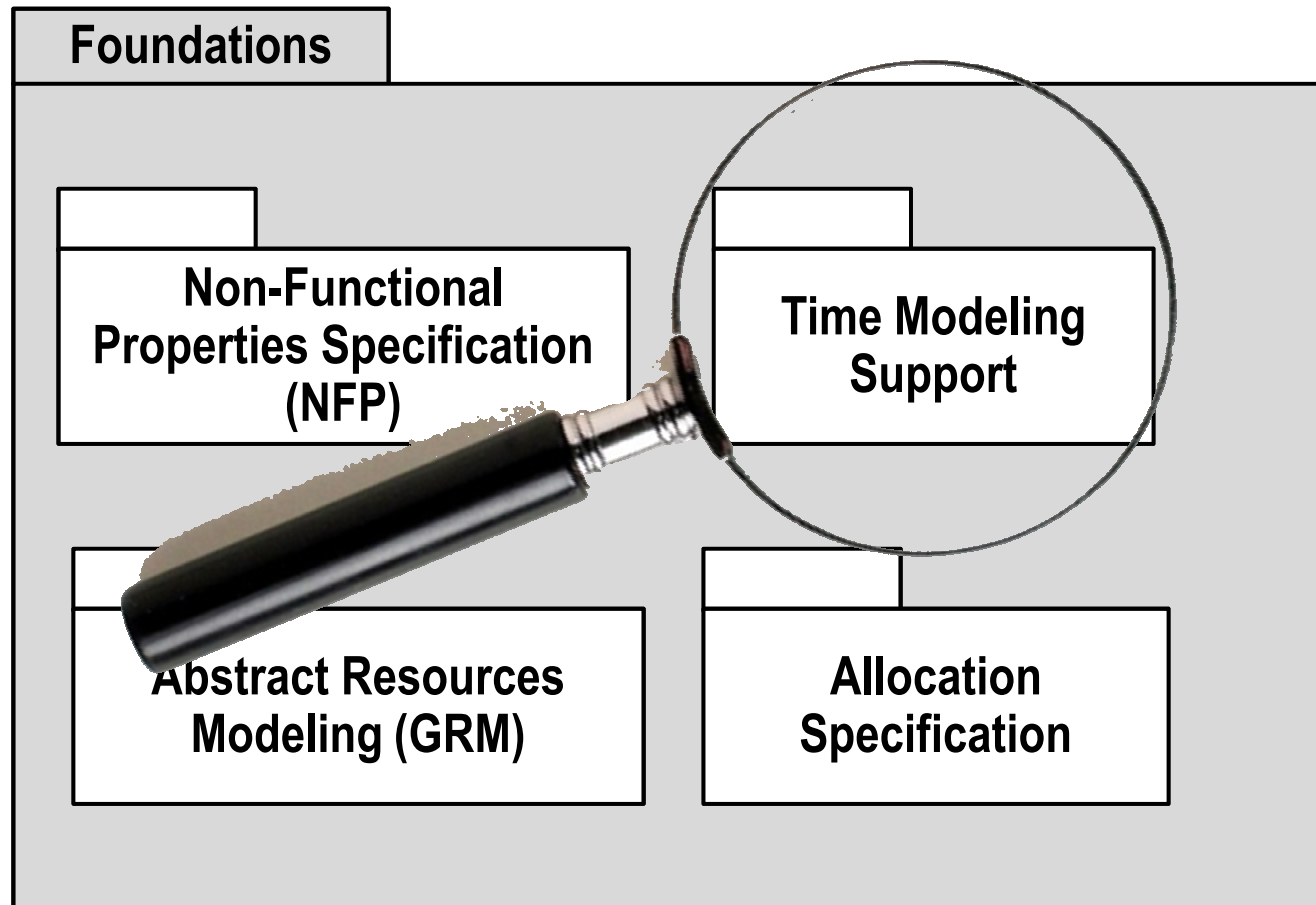 Foundations
Non-Functional
Properties Specification
(NFP)
Time Modeling
Support
Abstract Resources
Modeling (GRM)
Allocation
Specification